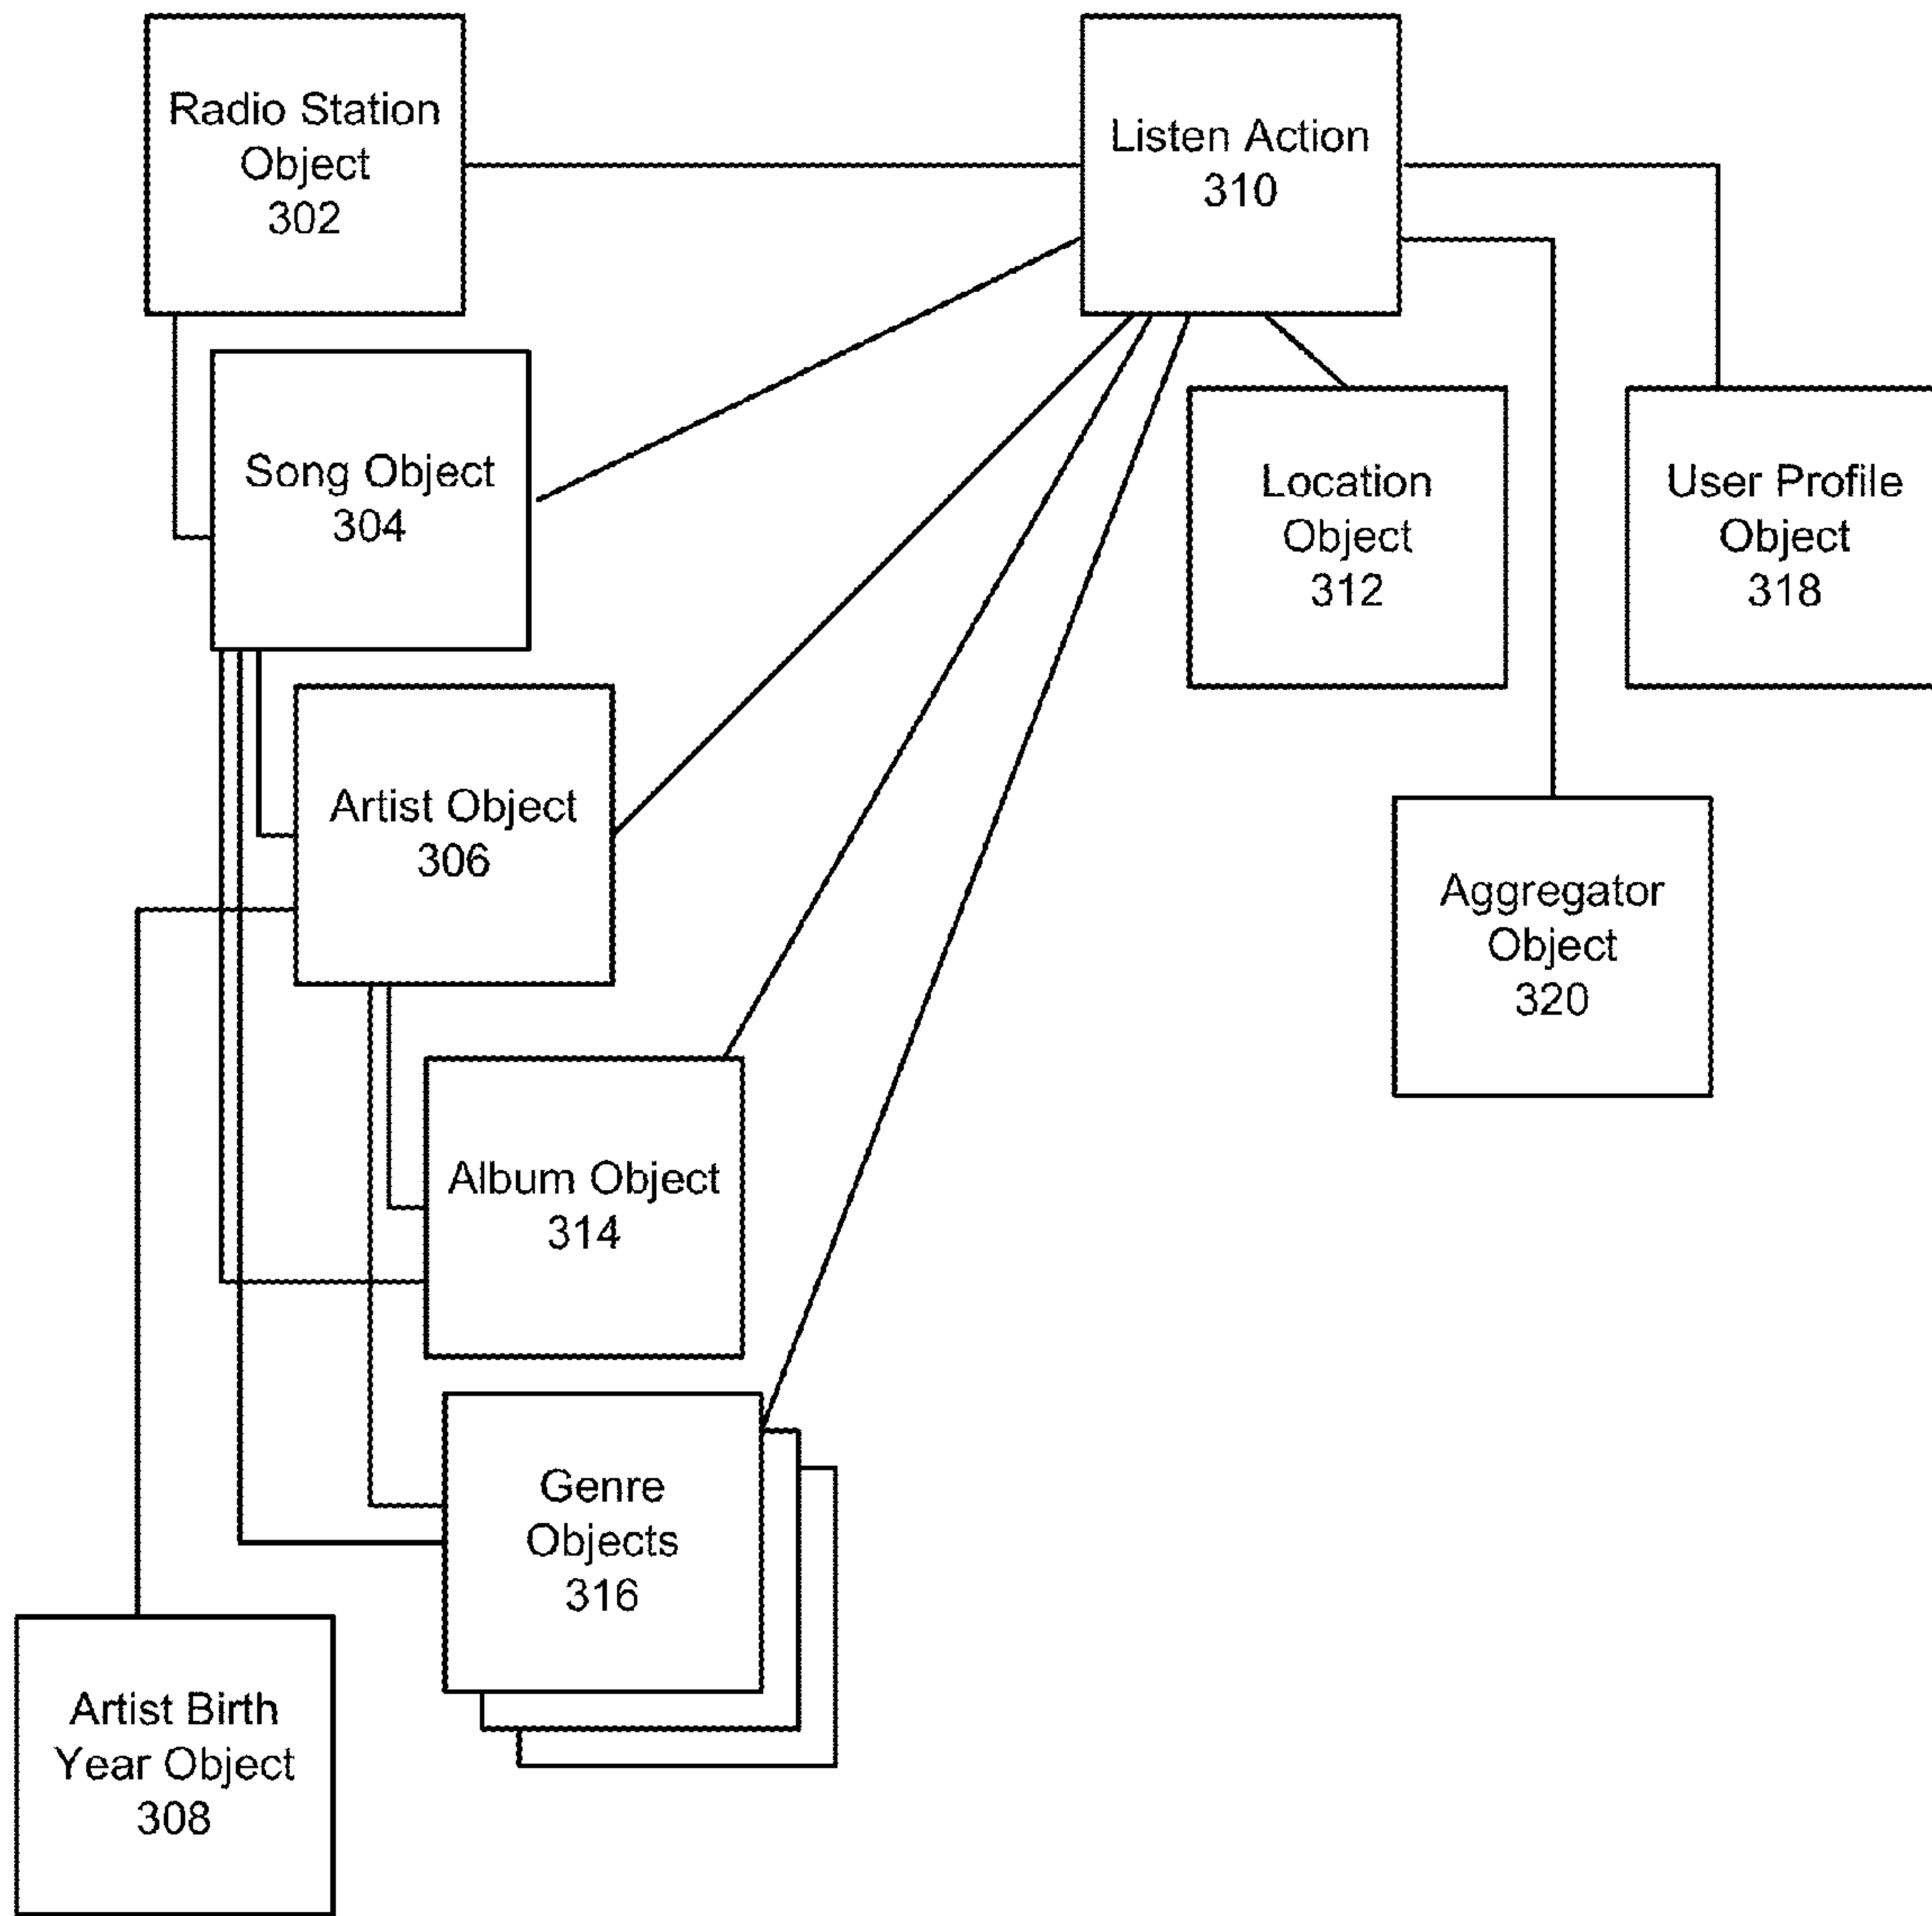 Radio Station
Object
302
Listen Action
310
Song Object
304
Location
Object
312
User Profile
Object
318
Artist Object
306
Aggregator
Object
320
Album Object
314
Genre
Objects
316
Artist Birth
Year Object
308